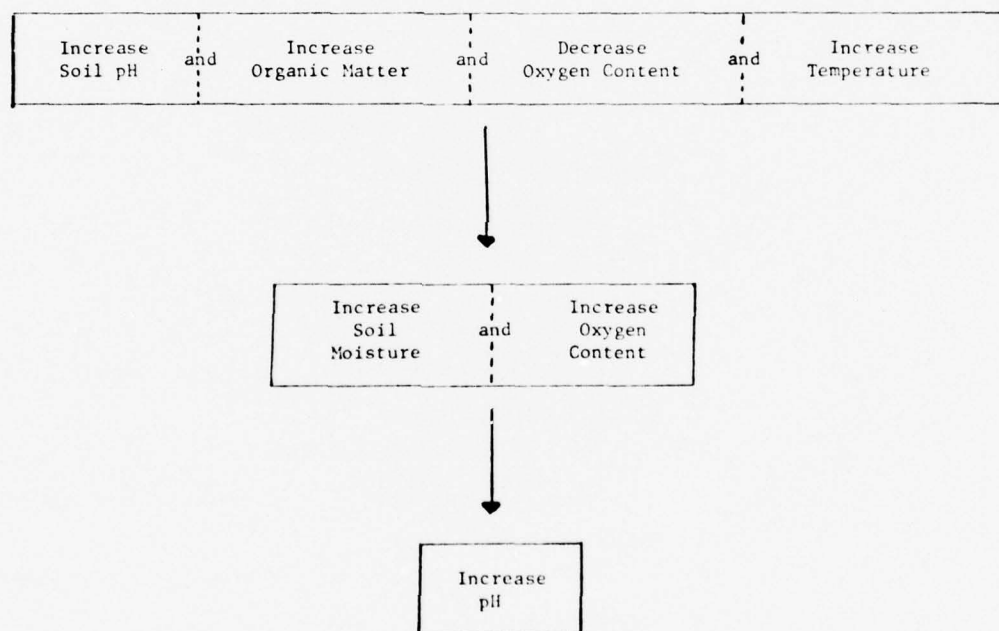 Increase
Soil pH
and
Increase
Organic Matter
and
Decrease
Oxygen Content
and
Increase
Temperature
Increase
Soil
Moisture
and
Increase
Oxygen
Content
Increase
pH